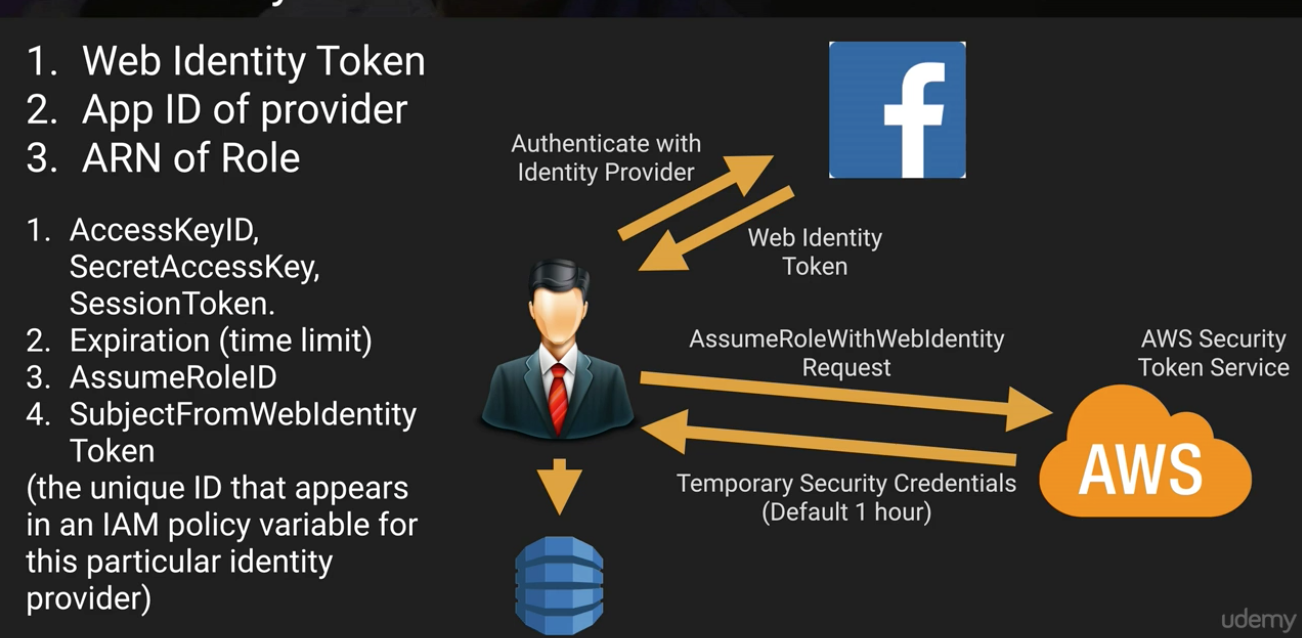 1. Web Identity Token
2. App ID of provider
3. ARN of Role
1. AccessKeyID,
SecretAccessKey,
SessionToken.
2. Expiration (time limit)
3. AssumeRoleID
4. SubjectFromWebIdentity
Token
(the unique ID that appears
in an IAM policy variable for
this particular identity
provider)
Authenticate with
Identity Provider
f
Web Identity
Token
AssumeRoleWithWebIdentity
Request
AWS Security
Token Service
AWS
Temporary Security Credentials
(Default 1 hour)
udemy